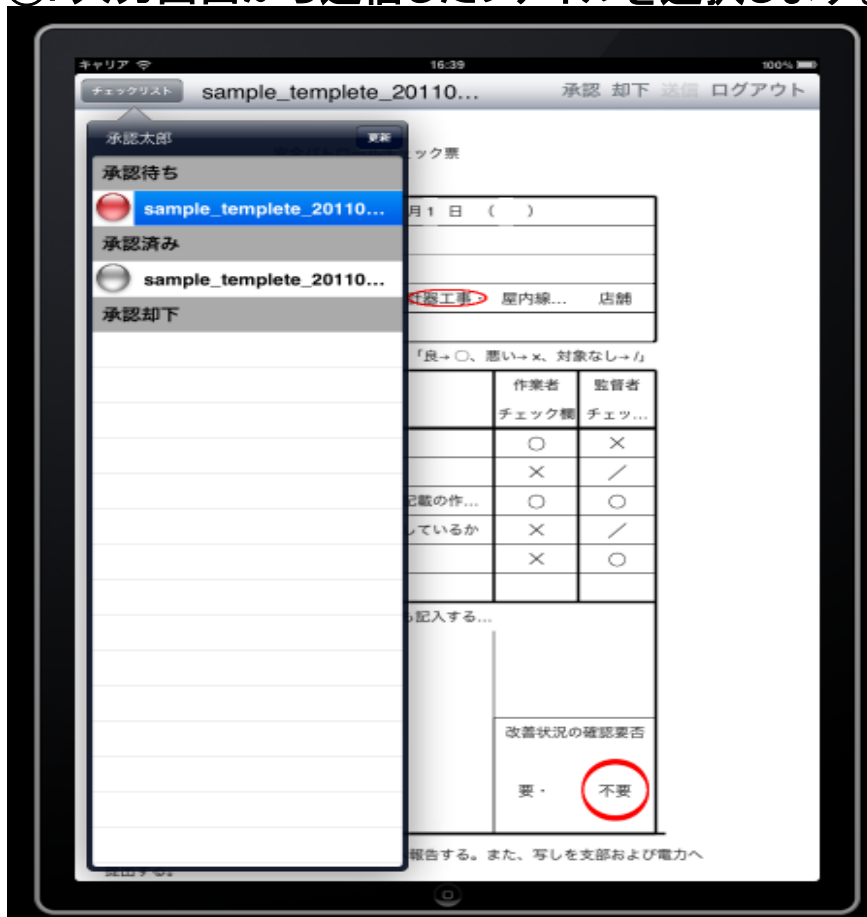 キャリア 16:39 100%
チェックリスト sample_templete_20110... 承認 却下 送信 ログアウト
承認太郎 更新
ェック票
承認待ち
sample_templete_20110...
月 1 日 ( )
承認済み
sample_templete_20110...
器工事・ 屋内線... 店舗
承認却下
「良→○、悪い→×、対象なし→/」
作業者 監督者
チェック欄 チェッ...
○ ×
× ／
記載の作... ○ ○
しているか × ／
× ○
も記入する...
改善状況の確認要否
要・ 不要
報告する。また、写しを支部および電力へ
提出する。